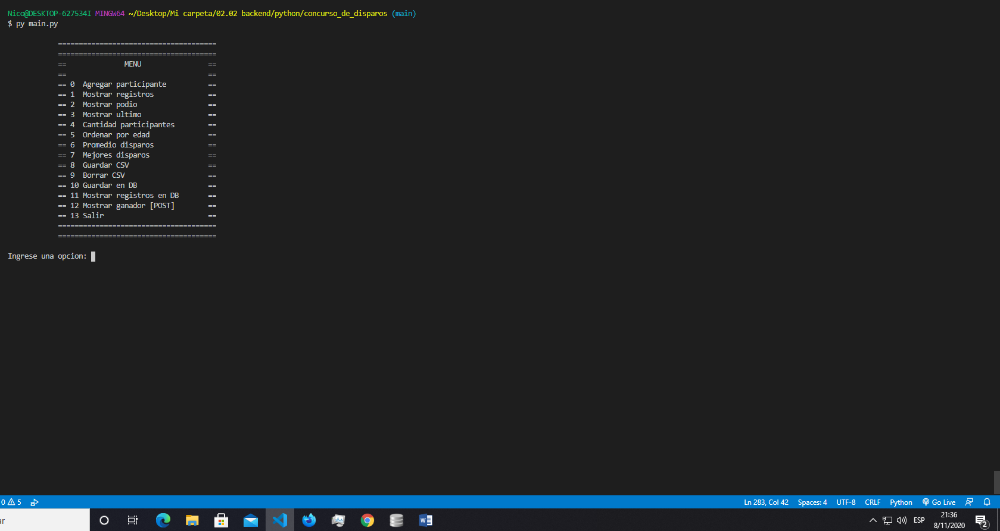 Nico@DESKTOP-627534I MINGW64 ~/Desktop/Mi carpeta/02.02 backend/python/concurso_de_disparos (main)
$ py main.py
======================================
======================================
== MENU ==
== ==
== 0 Agregar participante ==
== 1 Mostrar registros ==
== 2 Mostrar podio ==
== 3 Mostrar ultimo ==
== 4 Cantidad participantes ==
== 5 Ordenar por edad ==
== 6 Promedio disparos ==
== 7 Mejores disparos ==
== 8 Guardar CSV ==
== 9 Borrar CSV ==
== 10 Guardar en DB ==
== 11 Mostrar registros en DB ==
== 12 Mostrar ganador [POST] ==
== 13 Salir ==
======================================
======================================
Ingrese una opcion:
0 5 Ln 283, Col 42 Spaces: 4 UTF-8 CRLF Python Go Live
ar ESP 21:36
8/11/2020 2